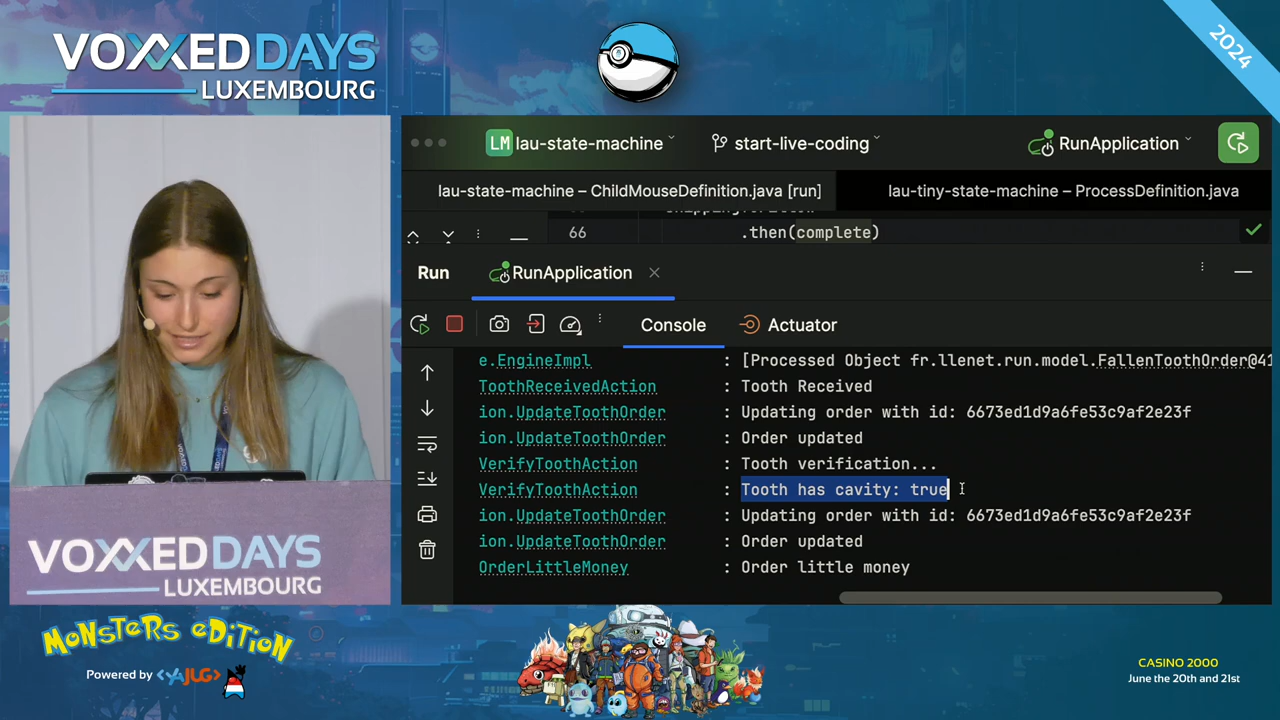 VOXXEDDAYS
LUXEMBOURG
2024
LM lau-state-machine
start-live-coding
RunApplication
lau-state-machine – ChildMouseDefinition.java [run]
lau-tiny-state-machine – ProcessDefinition.java
66 .then(complete)
Run
RunApplication
Console
Actuator
e.EngineImpl : [Processed Object fr.llenet.run.model.FallenToothOrder@41
ToothReceivedAction : Tooth Received
ion.UpdateToothOrder : Updating order with id: 6673ed1d9a6fe53c9af2e23f
ion.UpdateToothOrder : Order updated
VerifyToothAction : Tooth verification...
VerifyToothAction : Tooth has cavity: true
ion.UpdateToothOrder : Updating order with id: 6673ed1d9a6fe53c9af2e23f
ion.UpdateToothOrder : Order updated
OrderLittleMoney : Order little money
VOXXEDDAYS
LUXEMBOURG
MONSTERS EDITION
Powered by <YAJUG>
CASINO 2000
June the 20th and 21st